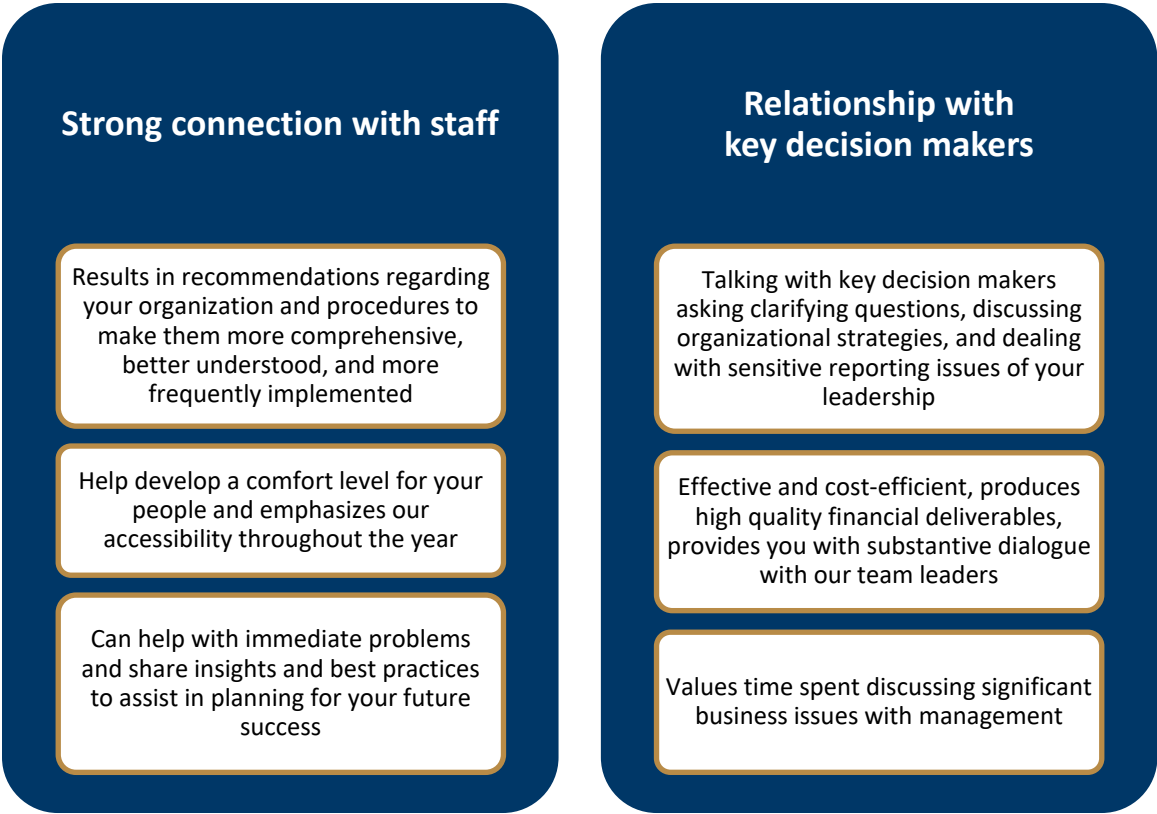 Strong connection with staff
Results in recommendations regarding
your organization and procedures to
make them more comprehensive,
better understood, and more
frequently implemented
Help develop a comfort level for your
people and emphasizes our
accessibility throughout the year
Can help with immediate problems
and share insights and best practices
to assist in planning for your future
success
Relationship with
key decision makers
Talking with key decision makers
asking clarifying questions, discussing
organizational strategies, and dealing
with sensitive reporting issues of your
leadership
Effective and cost-efficient, produces
high quality financial deliverables,
provides you with substantive dialogue
with our team leaders
Values time spent discussing significant
business issues with management